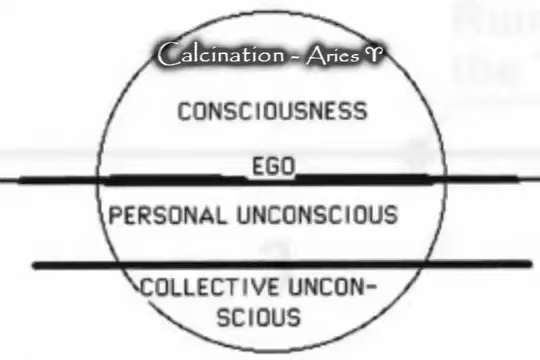 Calcination - Aries ♈
CONSCIOUSNESS
EGO
PERSONAL UNCONSCIOUS
COLLECTIVE UNCON-
SCIOUS